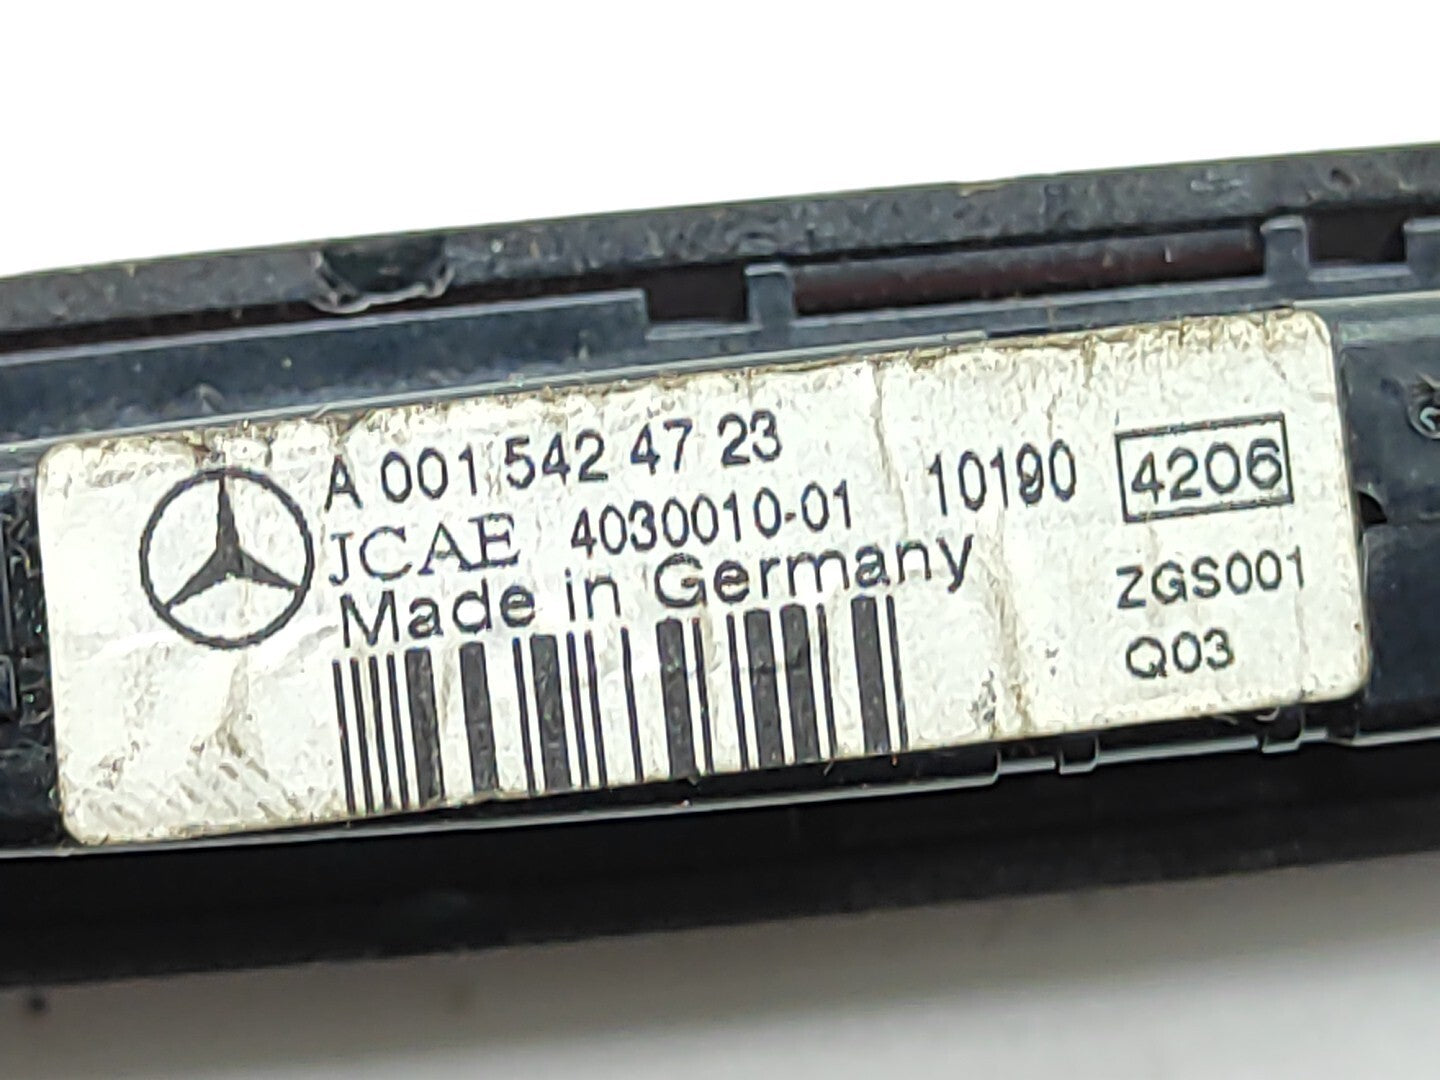 A 001 542 47 23
JCAE 4030010-01 10190 4206
Made in Germany ZGS001
Q03